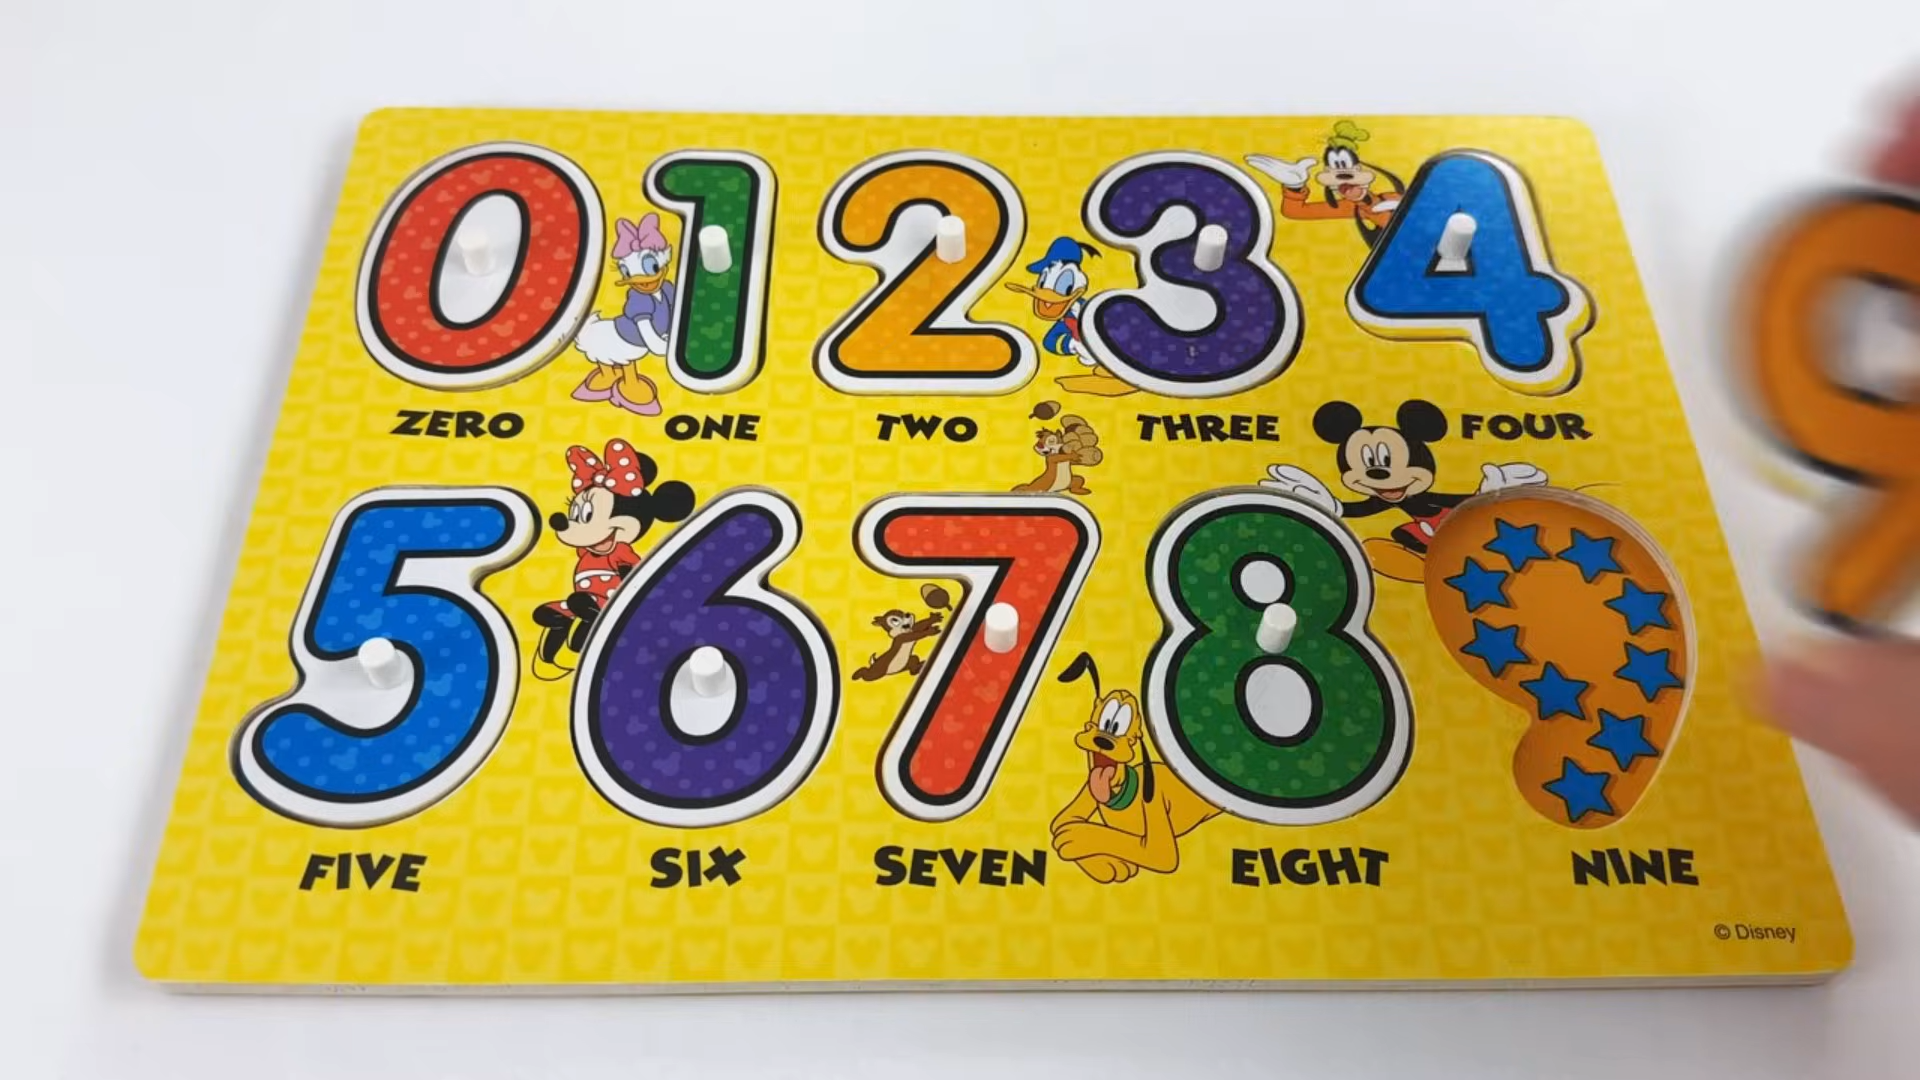 0 1 2 3 4
ZERO ONE TWO THREE FOUR
5 6 7 8 9
FIVE SIX SEVEN EIGHT NINE
© Disney